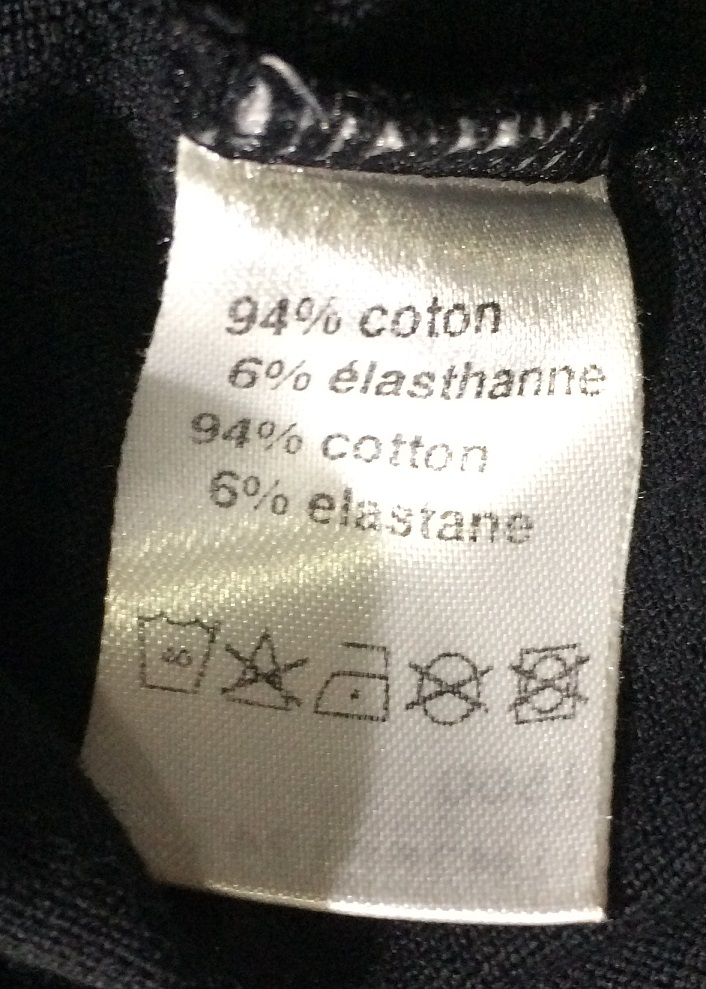 94% coton
6% élasthanne
94% cotton
6% elastane